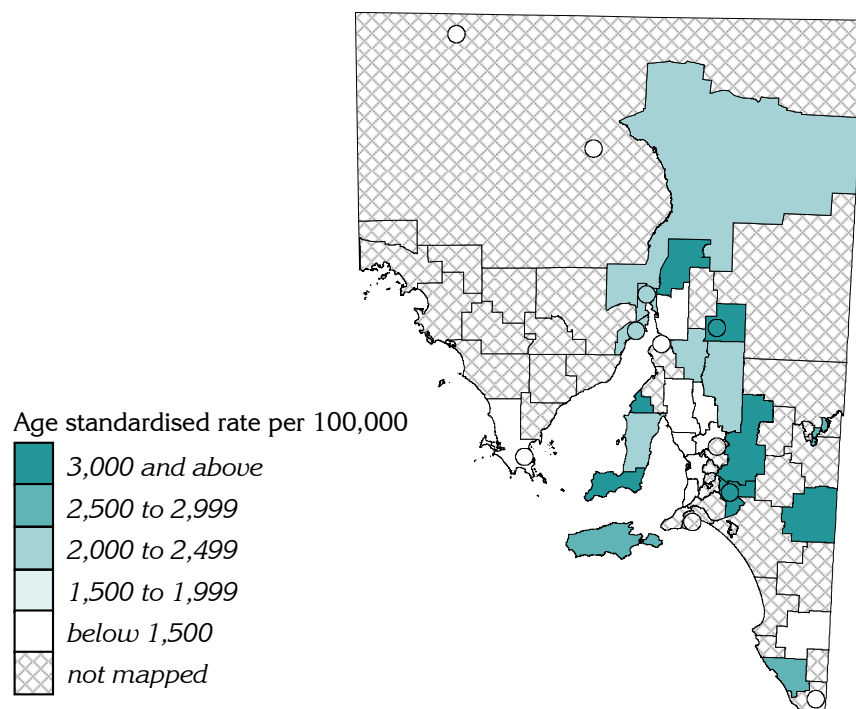 Age standardised rate per 100,000
3,000 and above
2,500 to 2,999
2,000 to 2,499
1,500 to 1,999
below 1,500
not mapped